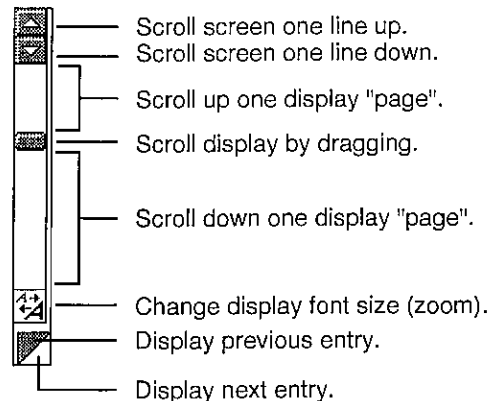 Scroll screen one line up.
Scroll screen one line down.
Scroll up one display "page".
Scroll display by dragging.
Scroll down one display "page".
A
A
Change display font size (zoom).
Display previous entry.
Display next entry.